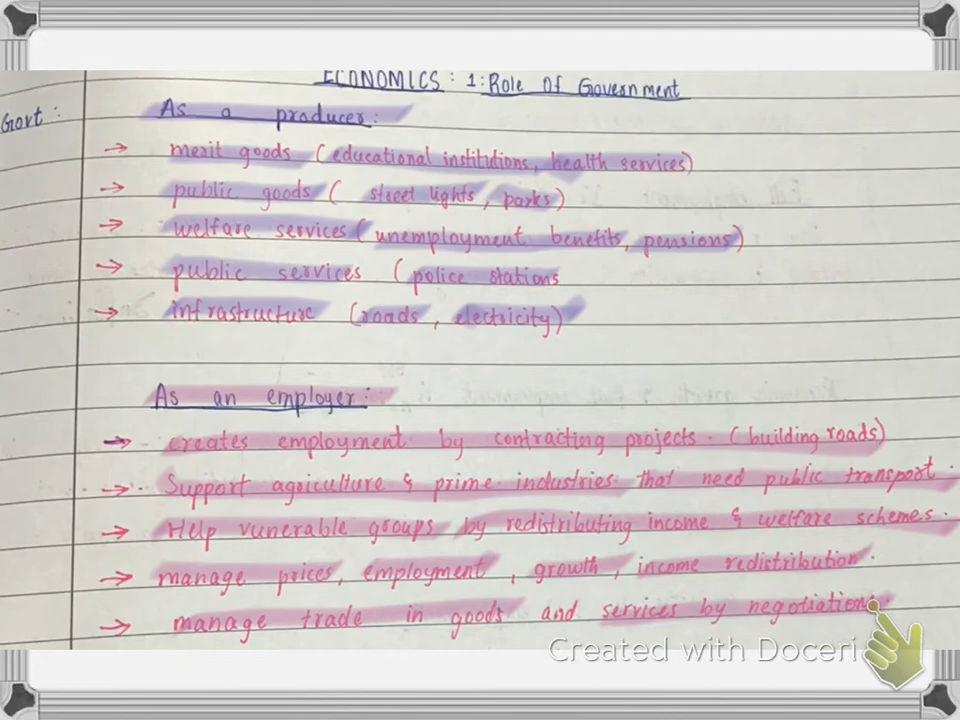 ECONOMICS: 1: Role Of Government
Govt: As a producer:
→ merit goods (educational institutions, health services)
→ public goods ( street lights, parks)
→ welfare services (unemployment benefits, pensions)
→ public services (police stations
→ infrastructure (roads, electricity)
As an employer:
→ creates employment by contracting projects. (building roads)
→ Support agriculture & prime industries that need public transport.
→ Help vunerable groups by redistributing income & welfare schemes.
→ manage prices, employment, growth, income redistribution.
→ manage trade in goods and services by negotiations
Created with Doceri